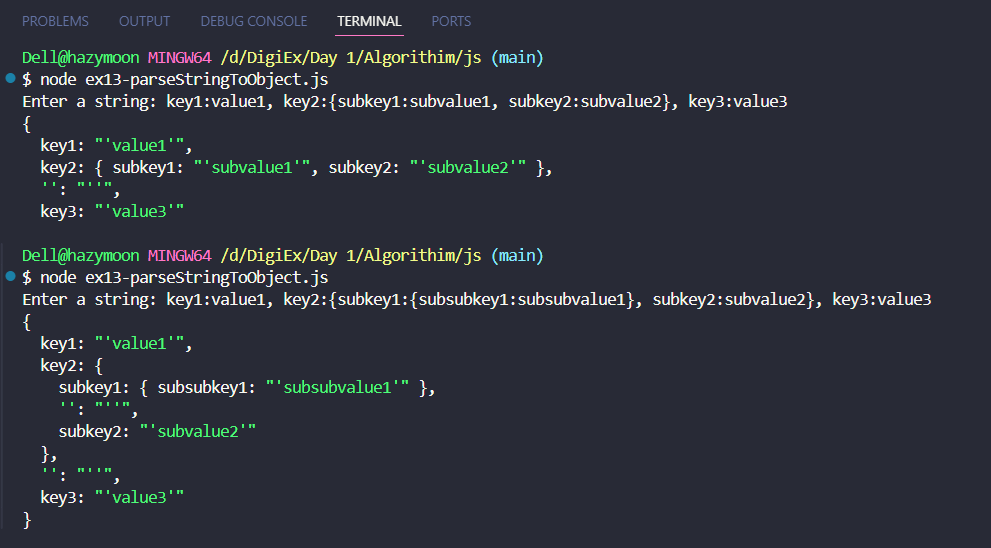 PROBLEMS OUTPUT DEBUG CONSOLE TERMINAL PORTS
Dell@hazymoon MINGW64 /d/DigiEx/Day 1/Algorithim/js (main)
$ node ex13-parseStringToObject.js
Enter a string: key1:value1, key2:{subkey1:subvalue1, subkey2:subvalue2}, key3:value3
{
  key1: "'value1'",
  key2: { subkey1: "'subvalue1'", subkey2: "'subvalue2'" },
  '': "''",
  key3: "'value3'"
Dell@hazymoon MINGW64 /d/DigiEx/Day 1/Algorithim/js (main)
$ node ex13-parseStringToObject.js
Enter a string: key1:value1, key2:{subkey1:{subsubkey1:subsubvalue1}, subkey2:subvalue2}, key3:value3
{
  key1: "'value1'",
  key2: {
    subkey1: { subsubkey1: "'subsubvalue1'" },
    '': "''",
    subkey2: "'subvalue2'"
  },
  '': "''",
  key3: "'value3'"
}